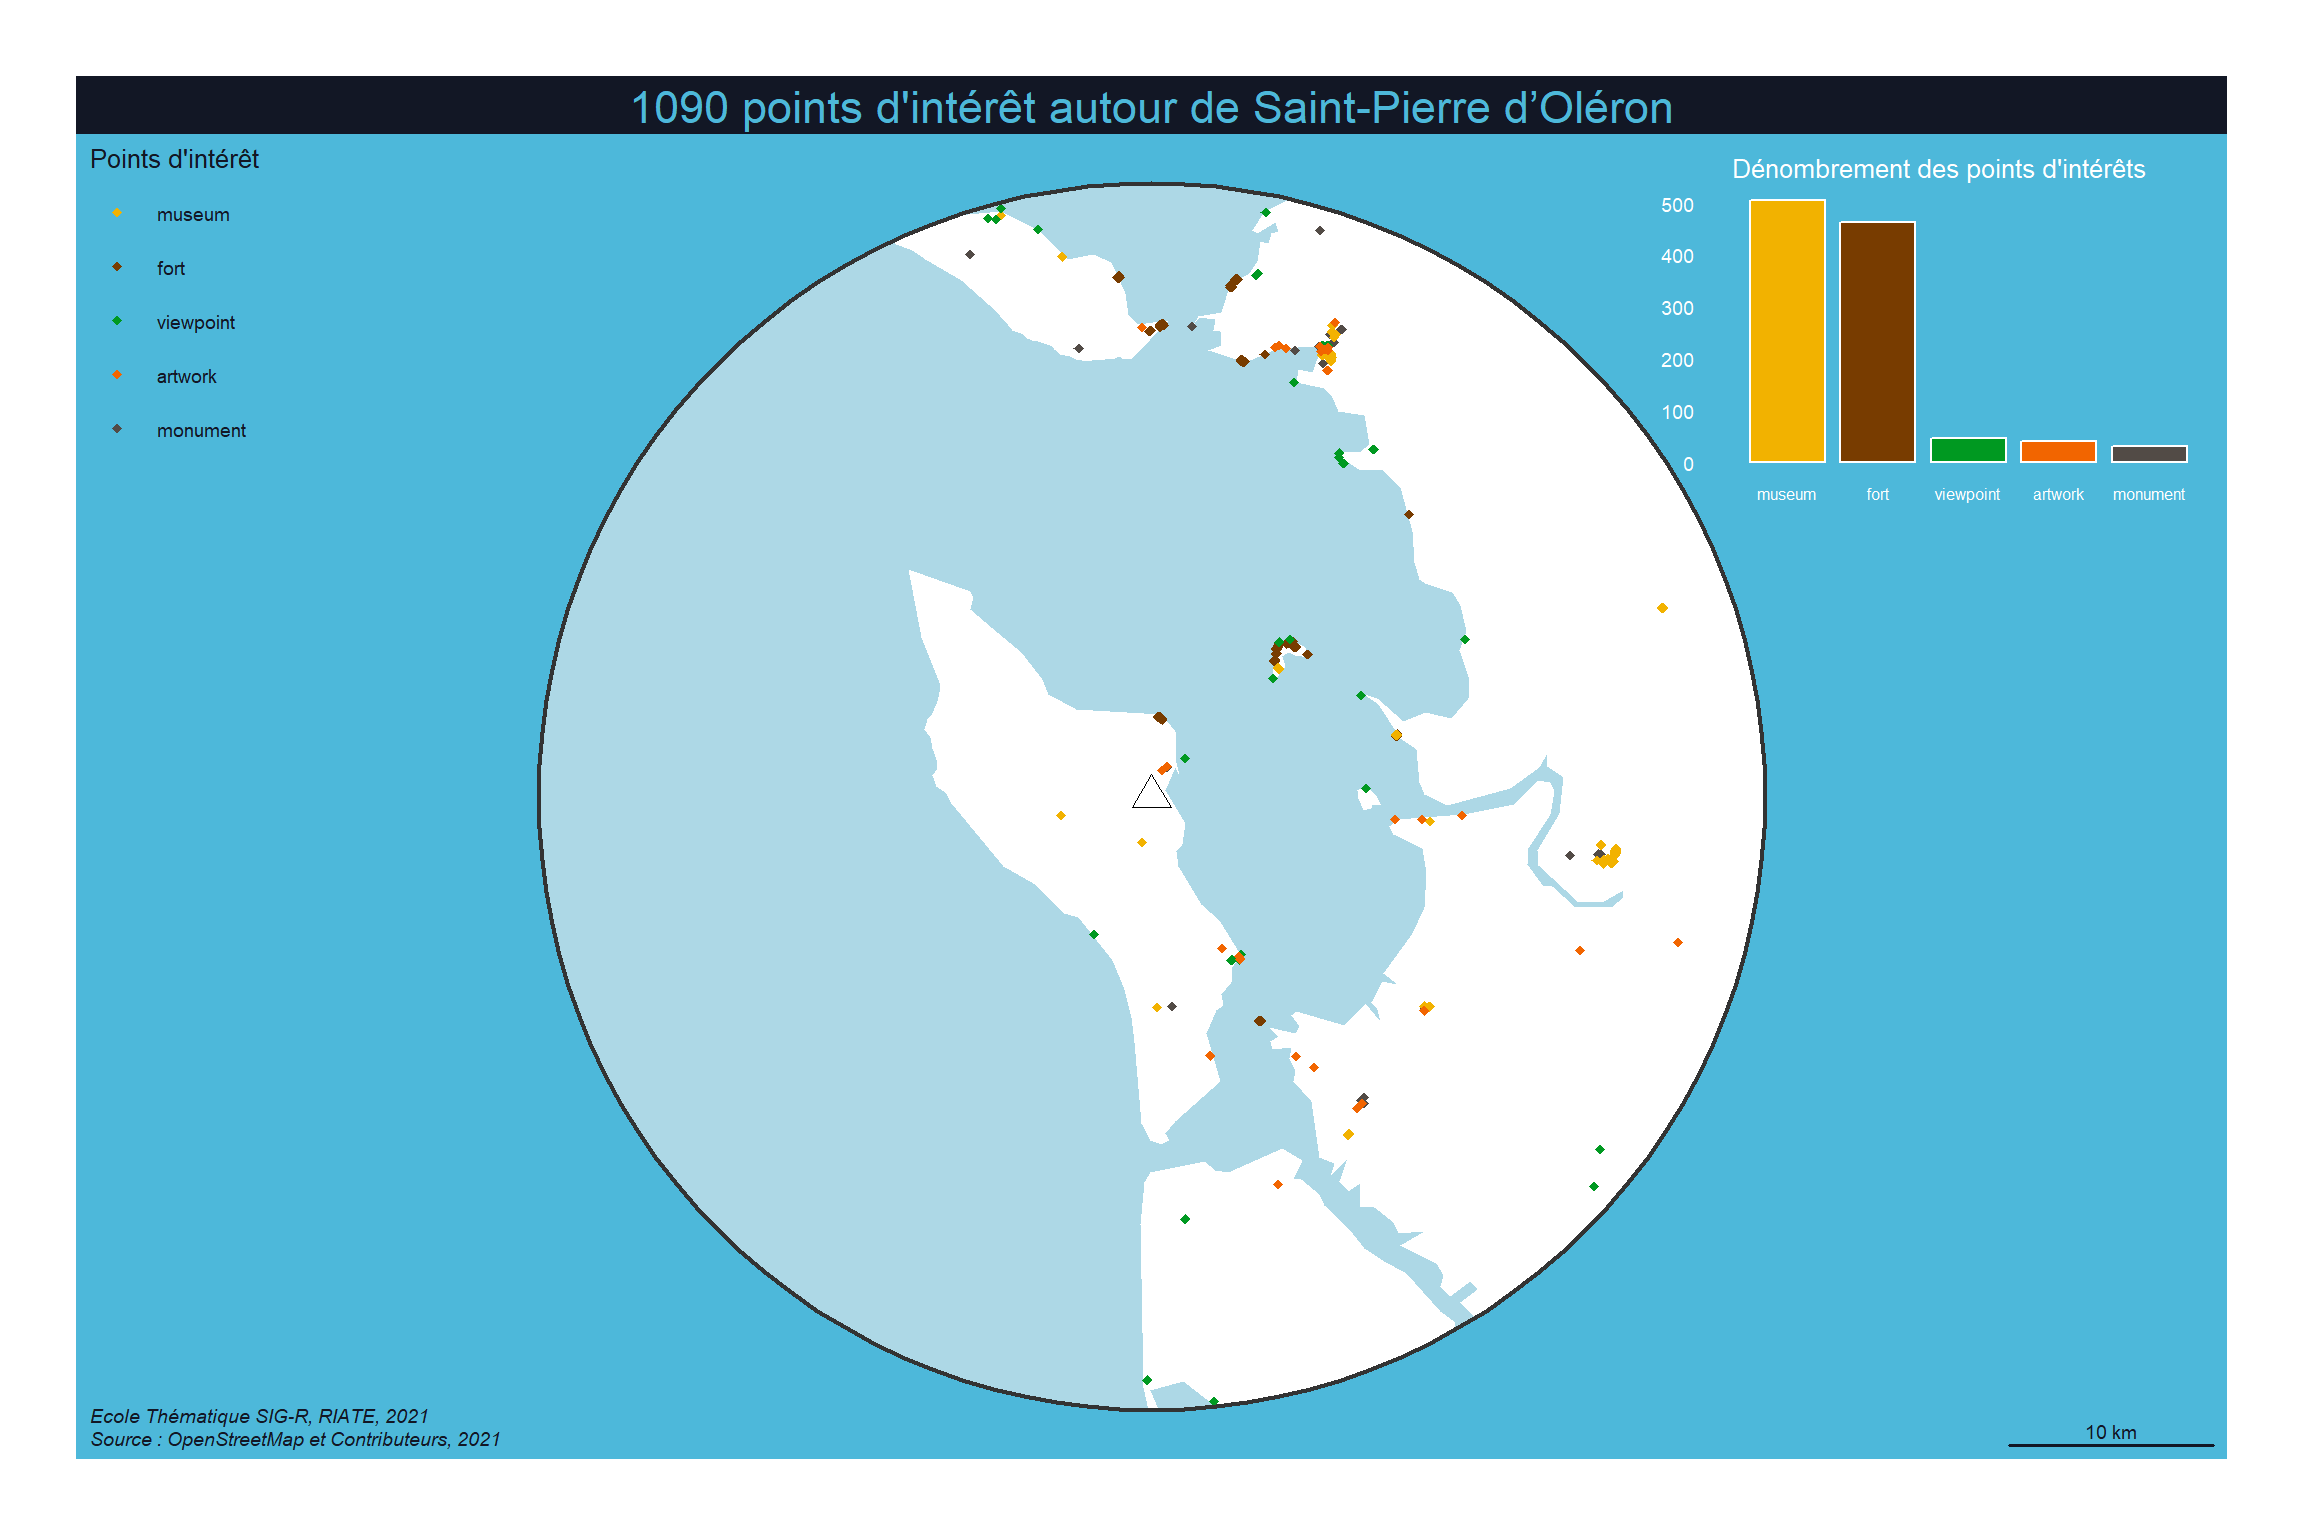 1090 points d'intérêt autour de Saint-Pierre d’Oléron
Points d'intérêt
museum
fort
viewpoint
artwork
monument
Dénombrement des points d'intérêts
500
400
300
200
100
0
museum fort viewpoint artwork monument
Ecole Thématique SIG-R, RIATE, 2021
Source : OpenStreetMap et Contributeurs, 2021
10 km